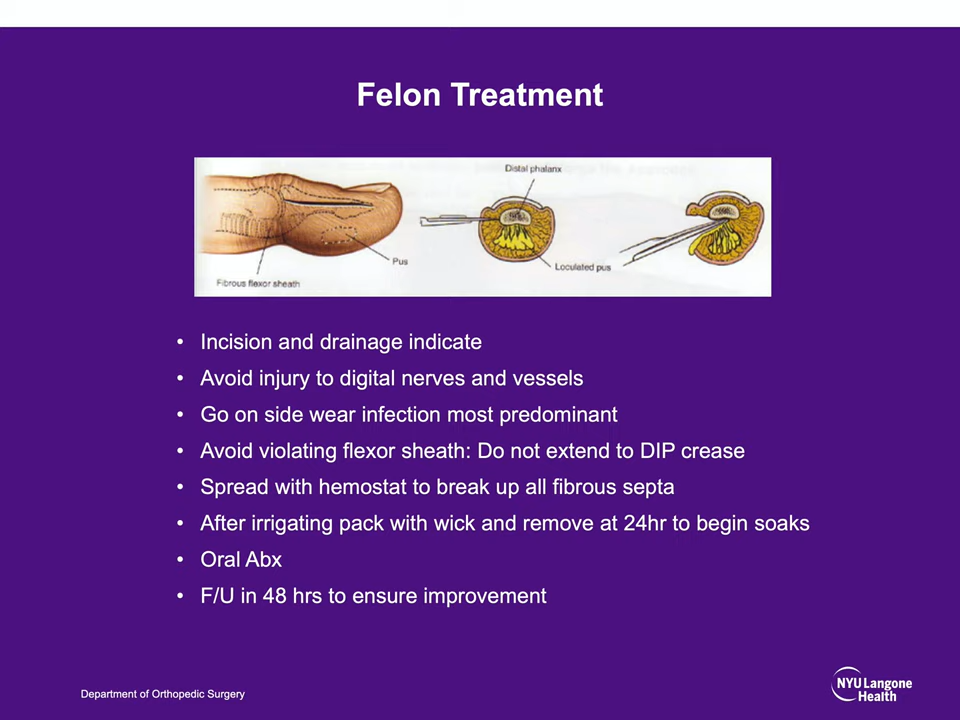 Felon Treatment
Distal phalanx
Pus
Loculated pus
Fibrous flexor sheath
• Incision and drainage indicate
• Avoid injury to digital nerves and vessels
• Go on side wear infection most predominant
• Avoid violating flexor sheath: Do not extend to DIP crease
• Spread with hemostat to break up all fibrous septa
• After irrigating pack with wick and remove at 24hr to begin soaks
• Oral Abx
• F/U in 48 hrs to ensure improvement
Department of Orthopedic Surgery
NYU Langone
Health